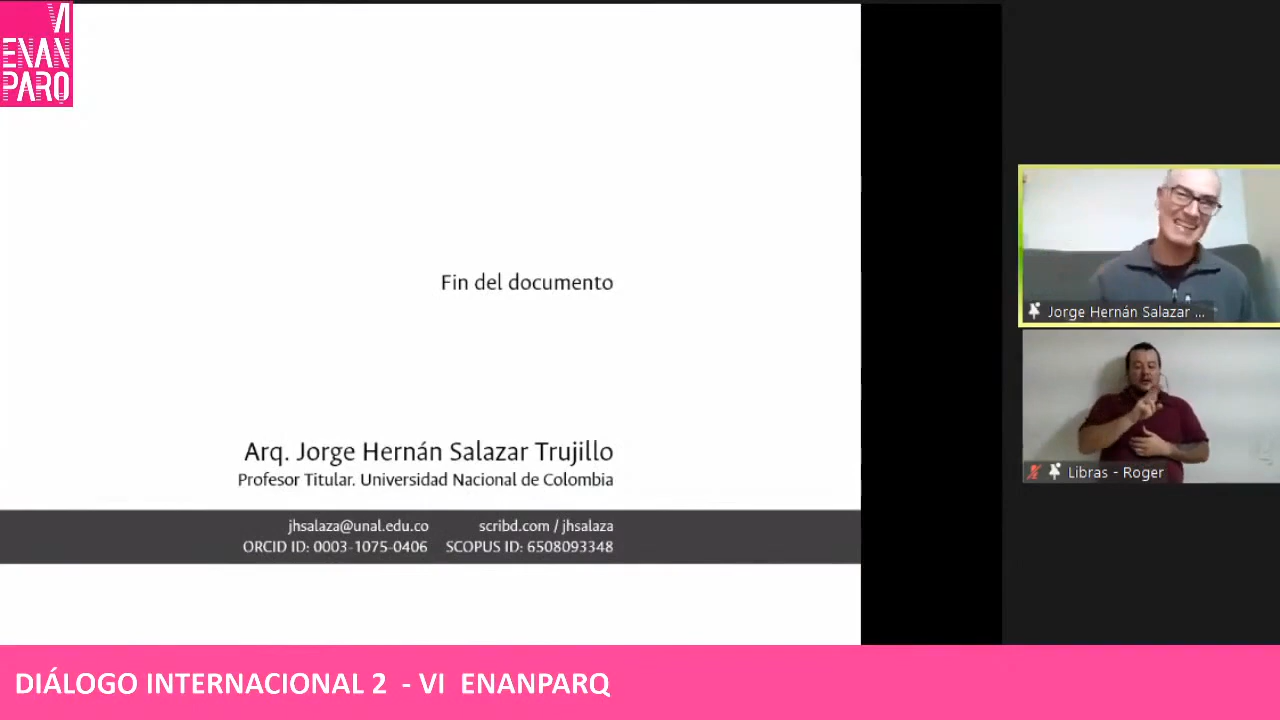 VI
ENAN
PARQ
Fin del documento
Arq. Jorge Hernán Salazar Trujillo
Profesor Titular. Universidad Nacional de Colombia
jhsalaza@unal.edu.co scribd.com / jhsalaza
ORCID ID: 0003-1075-0406 SCOPUS ID: 6508093348
Jorge Hernán Salazar ...
Libras - Roger
DIÁLOGO INTERNACIONAL 2 - VI ENANPARQ